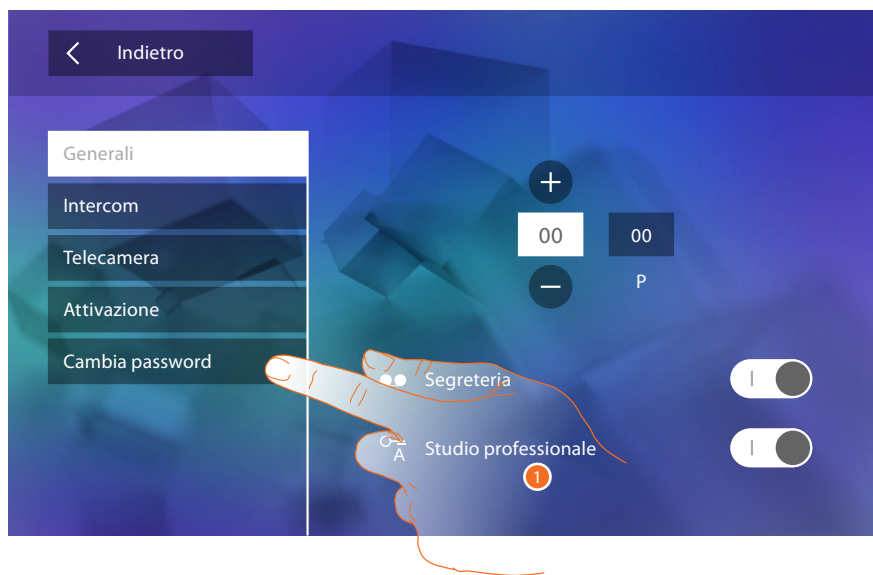 Indietro
Generali
Intercom
Telecamera
Attivazione
Cambia password
+
00 00
−
P
Segreteria
A Studio professionale
1